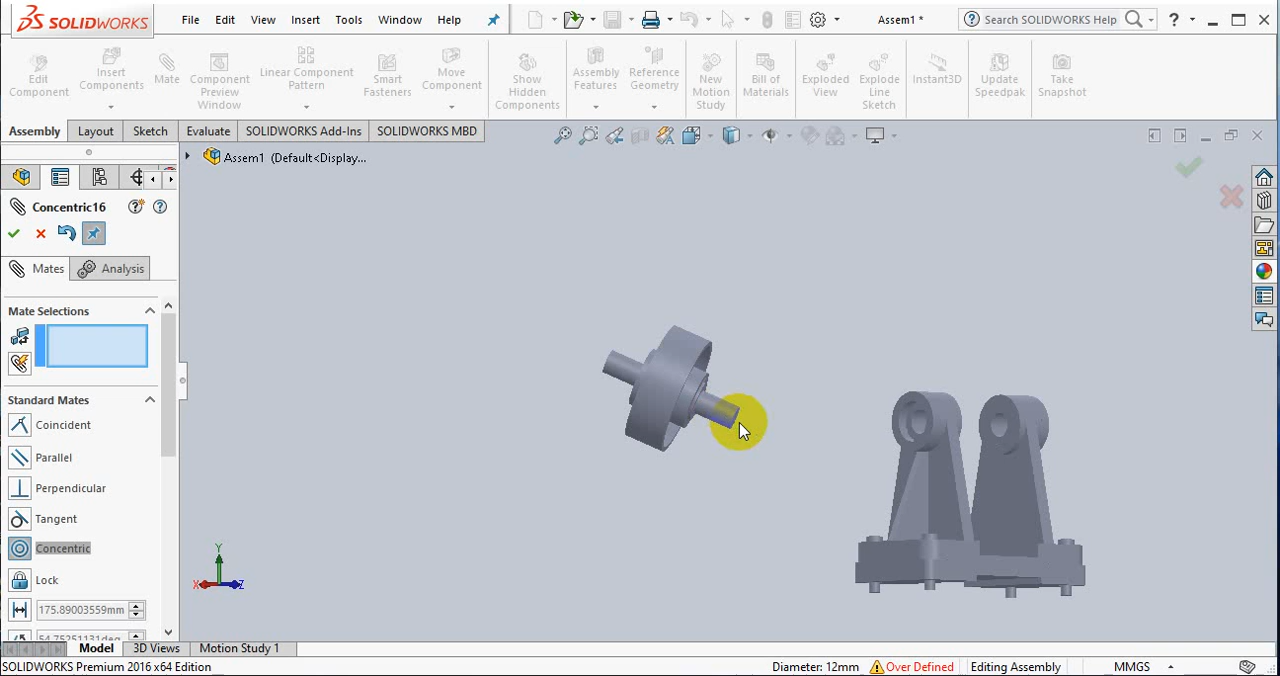 SOLIDWORKS File Edit View Insert Tools Window Help Assem1 * Search SOLIDWORKS Help ?
Edit Component
Insert Components
Mate
Component Preview Window
Linear Component Pattern
Smart Fasteners
Move Component
Show Hidden Components
Assembly Features
Reference Geometry
New Motion Study
Bill of Materials
Exploded View
Explode Line Sketch
Instant3D
Update Speedpak
Take Snapshot
Assembly Layout Sketch Evaluate SOLIDWORKS Add-Ins SOLIDWORKS MBD
Assem1 (Default<Display...
Concentric16
Mates Analysis
Mate Selections
Standard Mates
Coincident
Parallel
Perpendicular
Tangent
Concentric
Lock
175.89003559mm
54.75251131deg
Y
X Z
Model 3D Views Motion Study 1
SOLIDWORKS Premium 2016 x64 Edition Diameter: 12mm Over Defined Editing Assembly MMGS